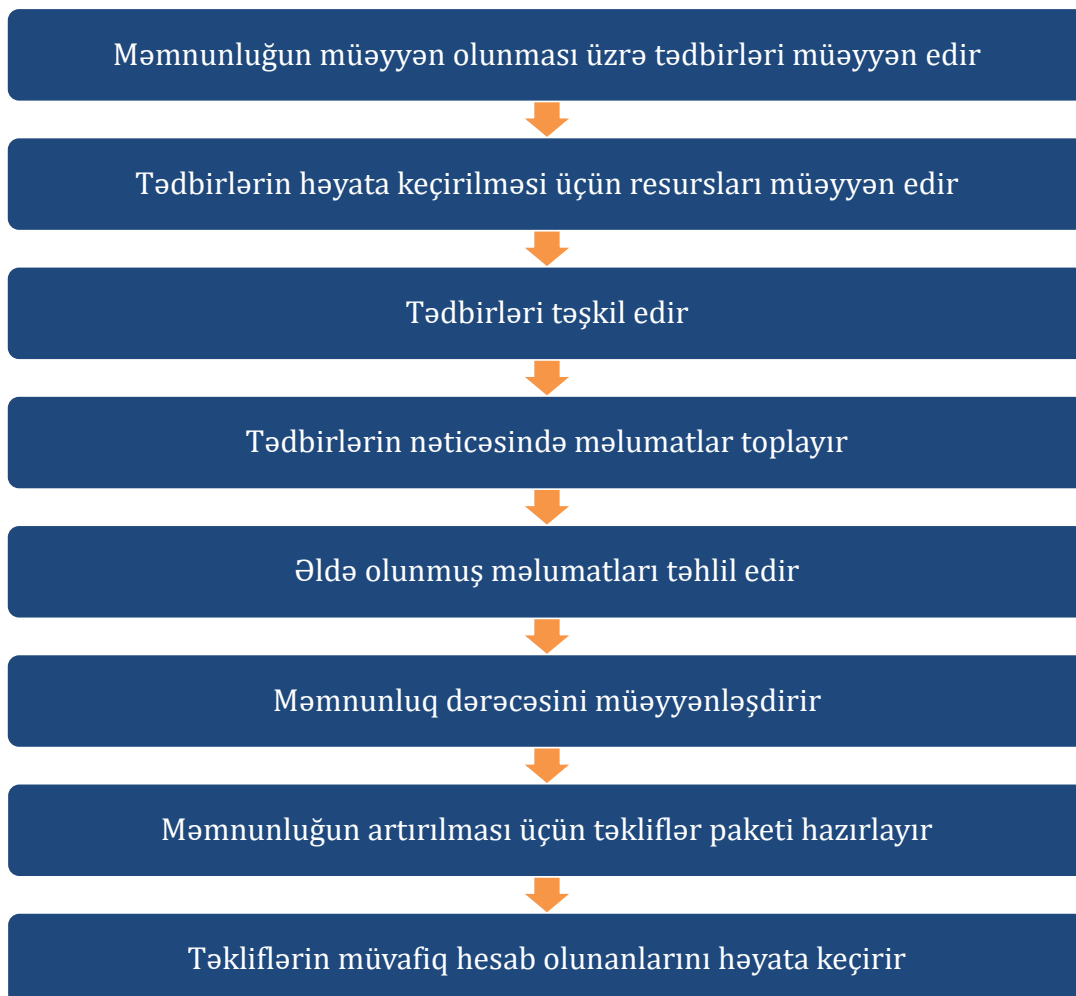 Məmnunluğun müəyyən olunması üzrə tədbirləri müəyyən edir
Tədbirlərin həyata keçirilməsi üçün resursları müəyyən edir
Tədbirləri təşkil edir
Tədbirlərin nəticəsində məlumatlar toplayır
Əldə olunmuş məlumatları təhlil edir
Məmnunluq dərəcəsini müəyyənləşdirir
Məmnunluğun artırılması üçün təkliflər paketi hazırlayır
Təkliflərin müvafiq hesab olunanlarını həyata keçirir